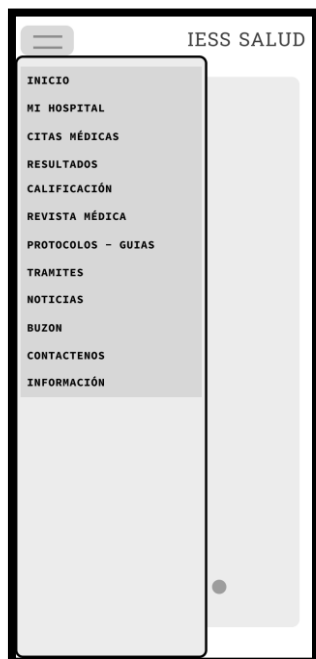 IESS SALUD
INICIO
MI HOSPITAL
CITAS MÉDICAS
RESULTADOS
CALIFICACIÓN
REVISTA MÉDICA
PROTOCOLOS – GUIAS
TRAMITES
NOTICIAS
BUZON
CONTACTENOS
INFORMACIÓN